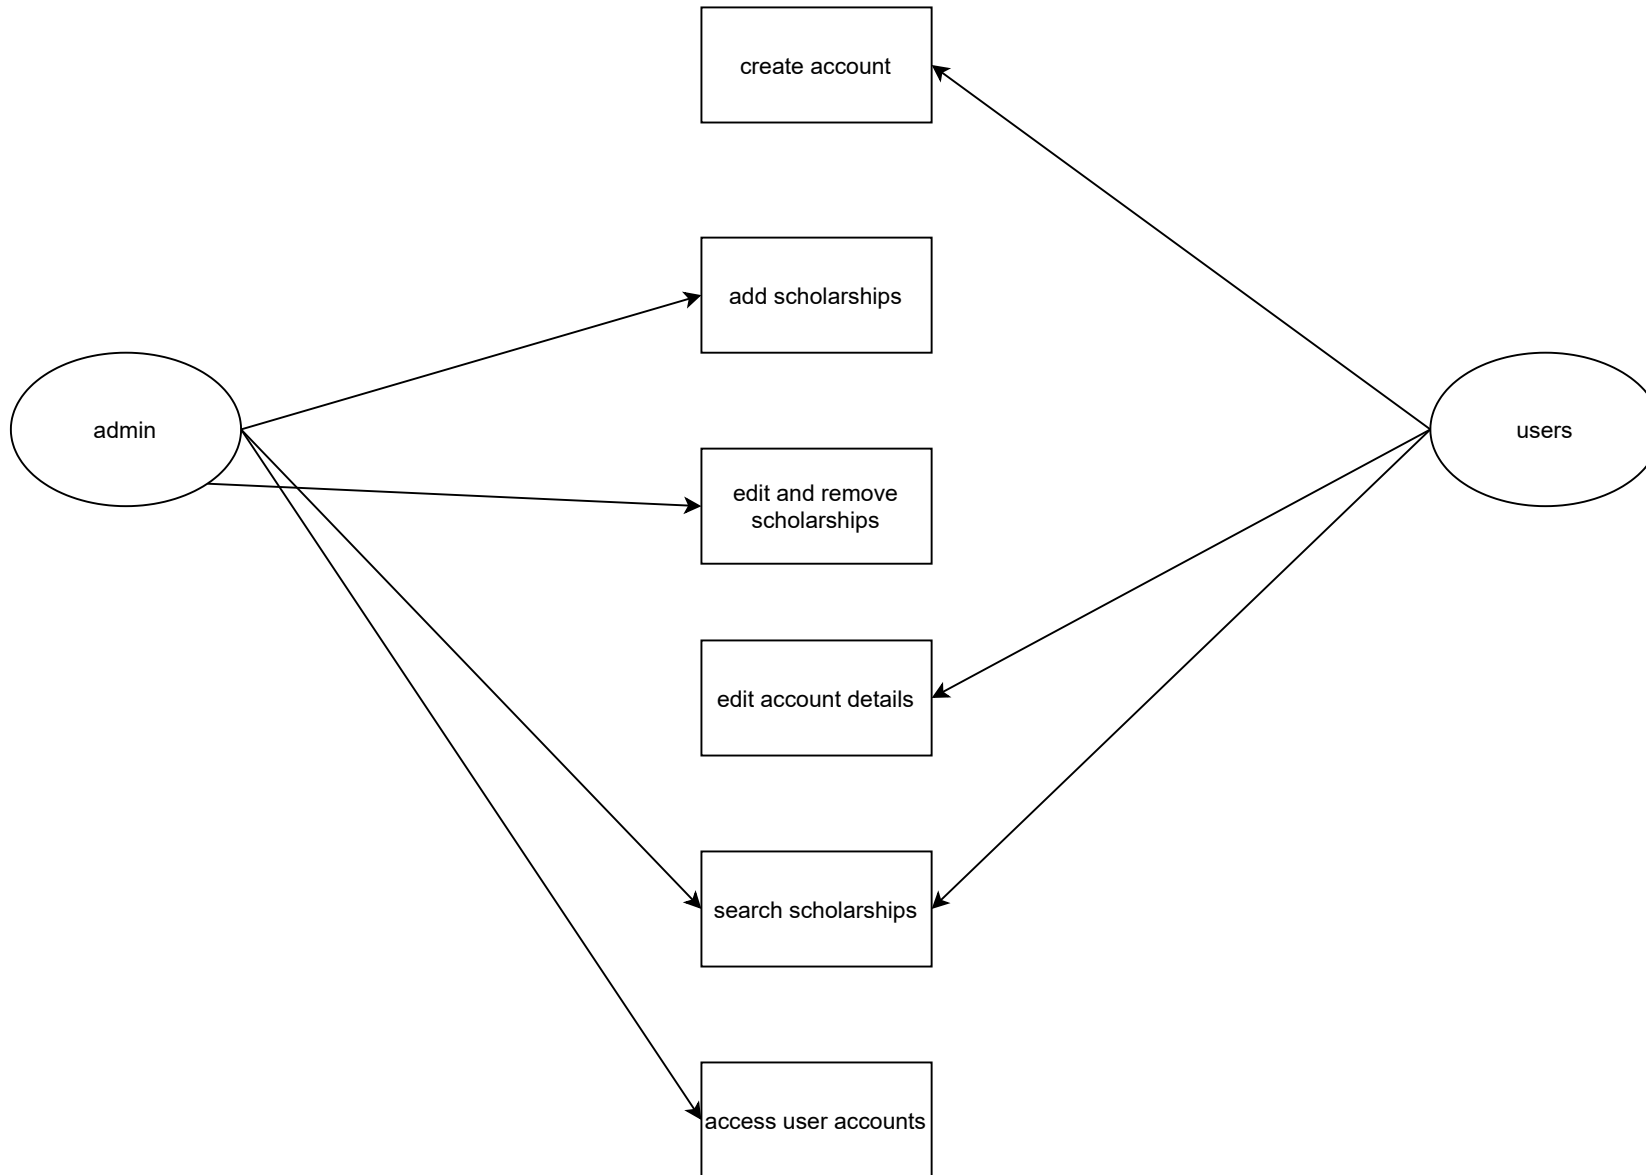 create account
add scholarships
admin
users
edit and remove
scholarships
edit account details
search scholarships
access user accounts